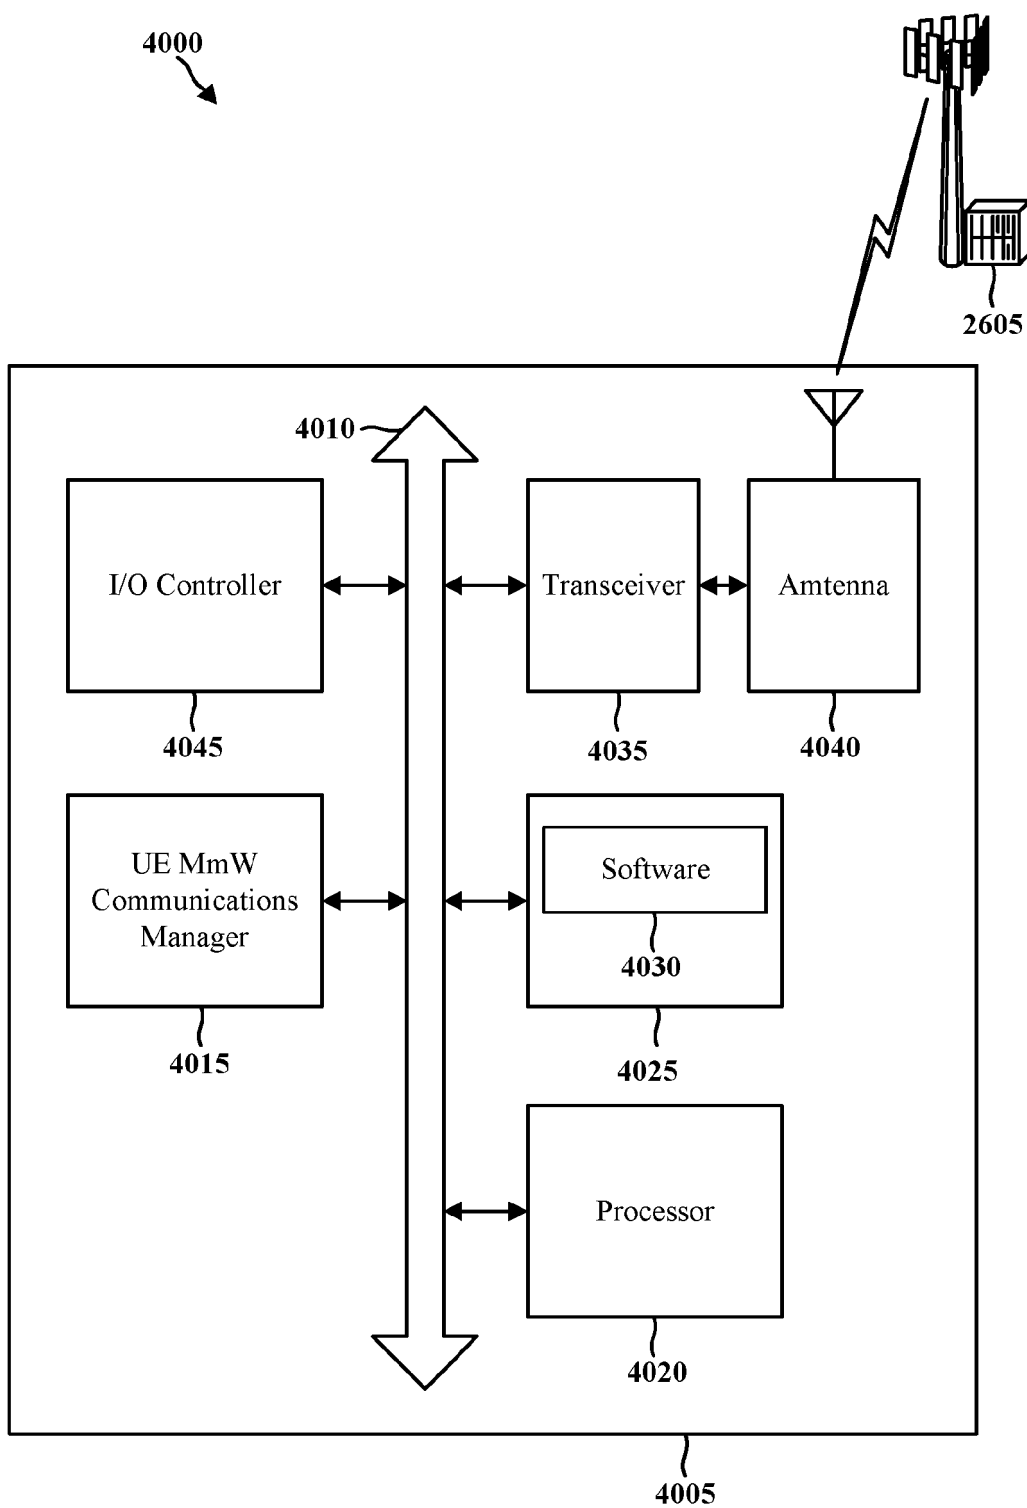 4000
2605
4010
I/O Controller
4045
Transceiver
4035
Amtenna
4040
UE MmW
Communications
Manager
4015
Software
4030
4025
Processor
4020
4005